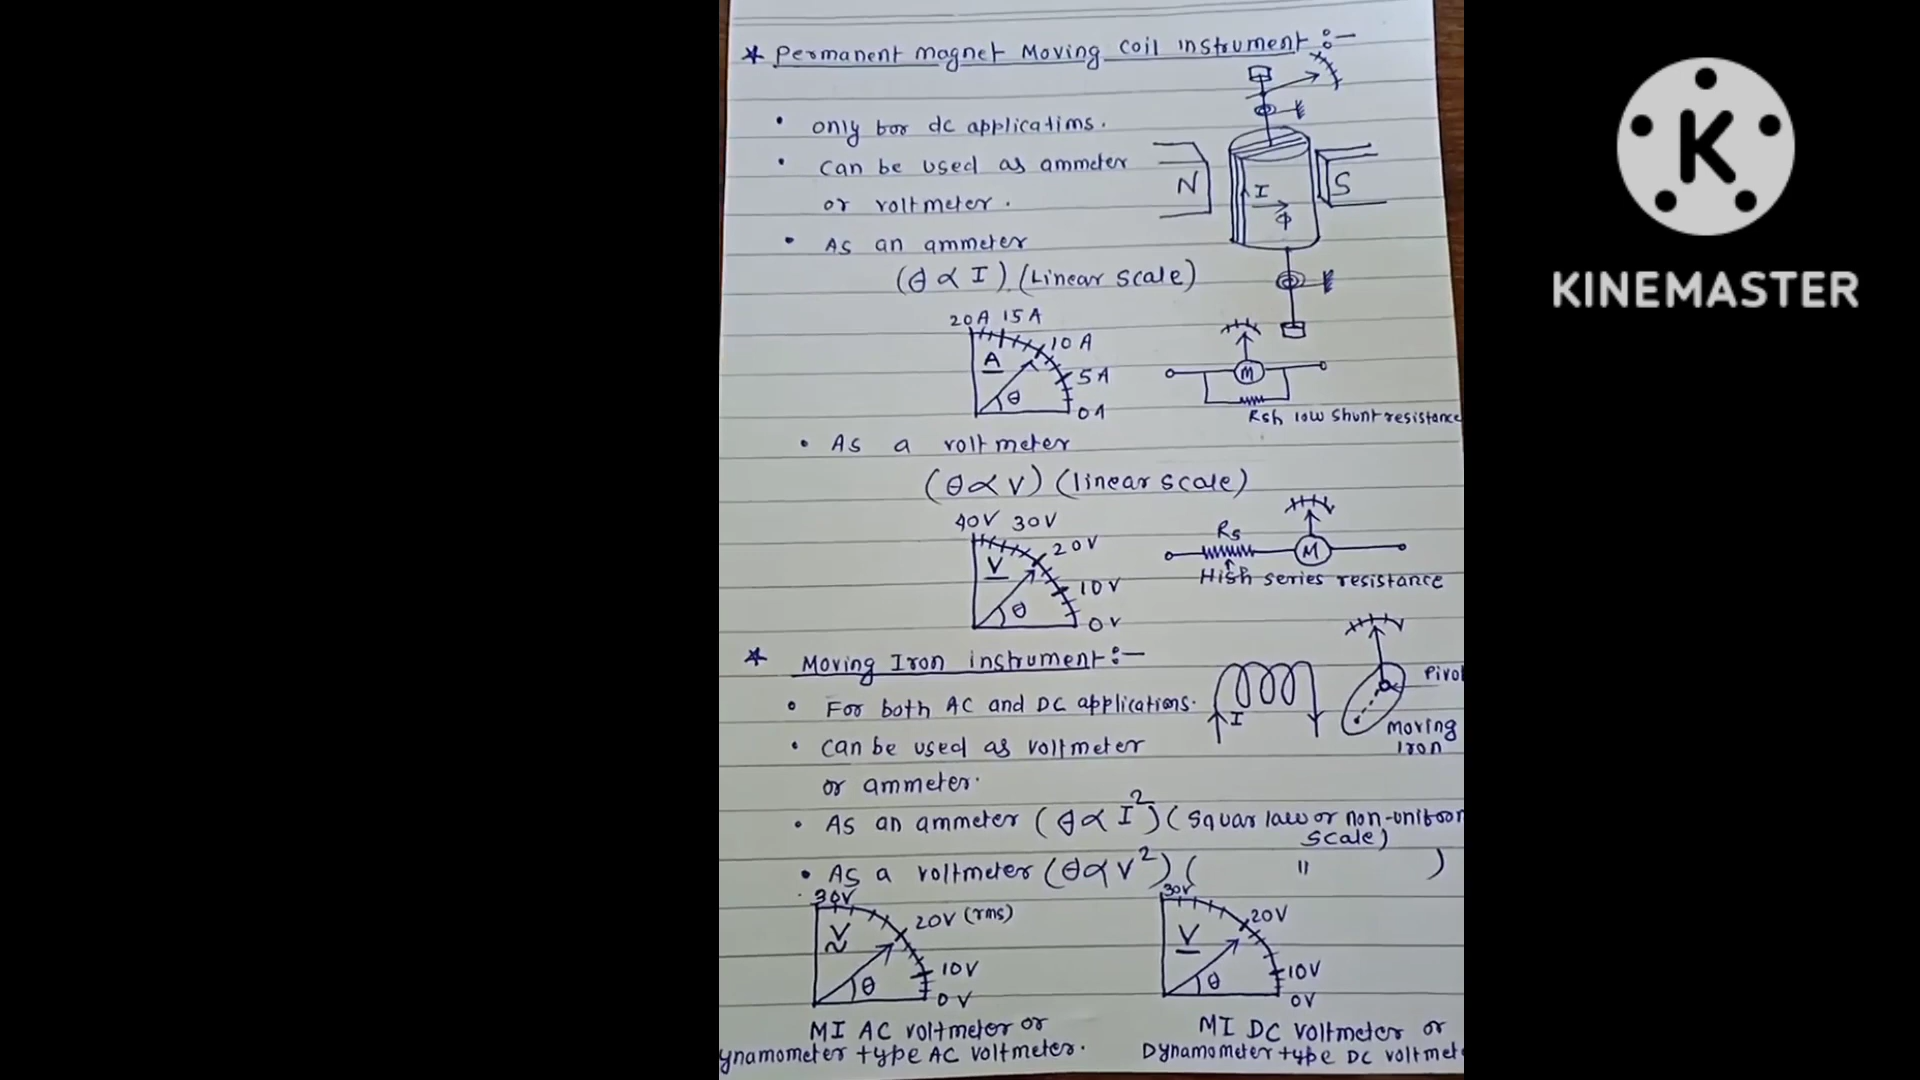 * Permanent magnet Moving coil instrument :-
• only for dc applications.
• can be used as ammeter
or voltmeter.
N
I
ф
S
• As an ammeter
(θ ∝ I) (Linear scale)
20A 15A
10 A
A
5A
θ
0A
M
Rsh low shunt resistance
• As a voltmeter
(θ ∝ V) (linear scale)
40V 30V
20V
V
10V
θ
0V
Rs
M
High series resistance
* Moving Iron instrument :-
• For both AC and DC applications.
I
Pivo
Moving
Iron
• can be used as voltmeter
or ammeter.
• As an ammeter (θ ∝ I²) (Squar law or non-unifor
scale)
• As a voltmeter (θ ∝ V²) ( " )
30V
20V (rms)
V
~
10V
θ
0V
MI AC voltmeter or
ynamometer type AC voltmeter.
30V
20V
V
10V
θ
0V
MI DC voltmeter or
Dynamometer type DC voltmet
K
KINEMASTER